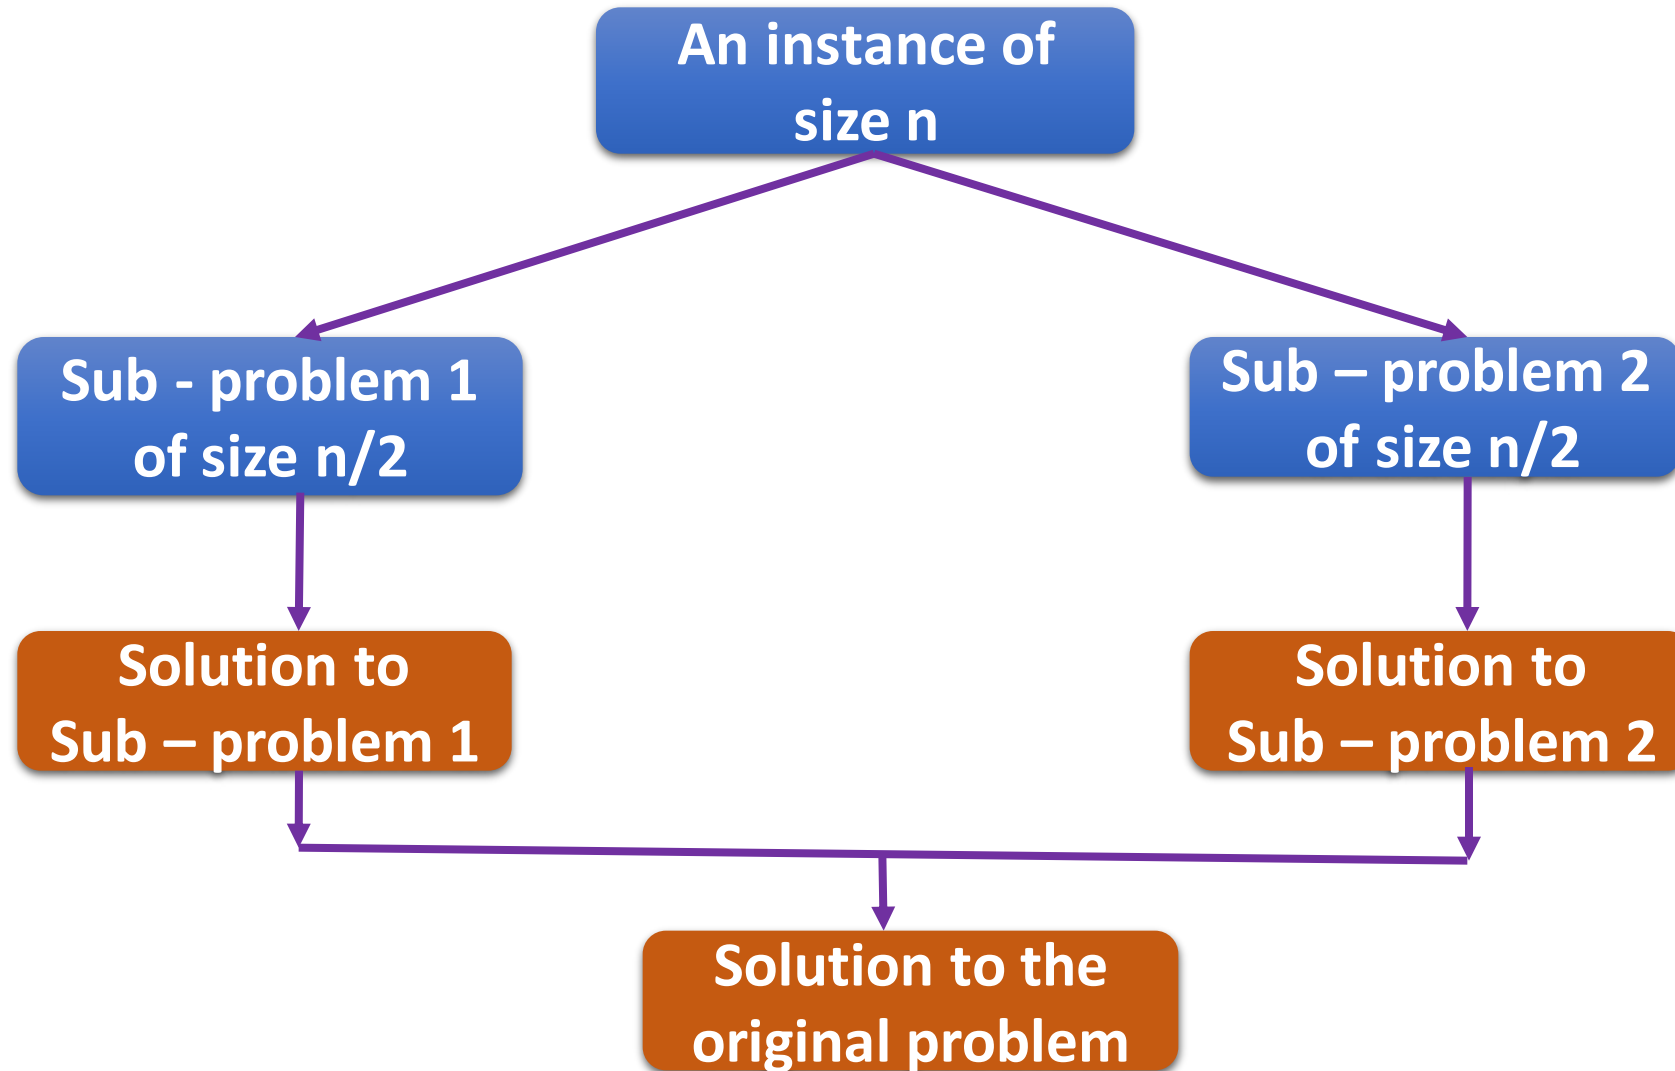 An instance of
size n
Sub - problem 1
of size n/2
Sub – problem 2
of size n/2
Solution to
Sub – problem 1
Solution to
Sub – problem 2
Solution to the
original problem